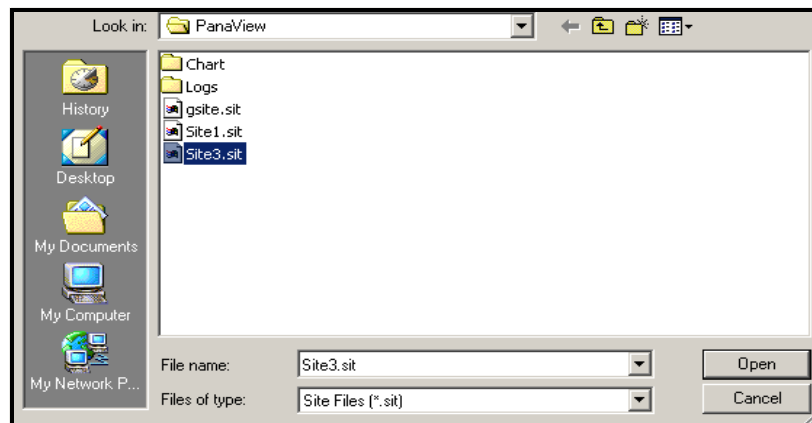 Look in: PanaView
History
Desktop
My Documents
My Computer
My Network P...
Chart
Logs
gsite.sit
Site1.sit
Site3.sit
File name: Site3.sit Open
Files of type: Site Files (*.sit) Cancel